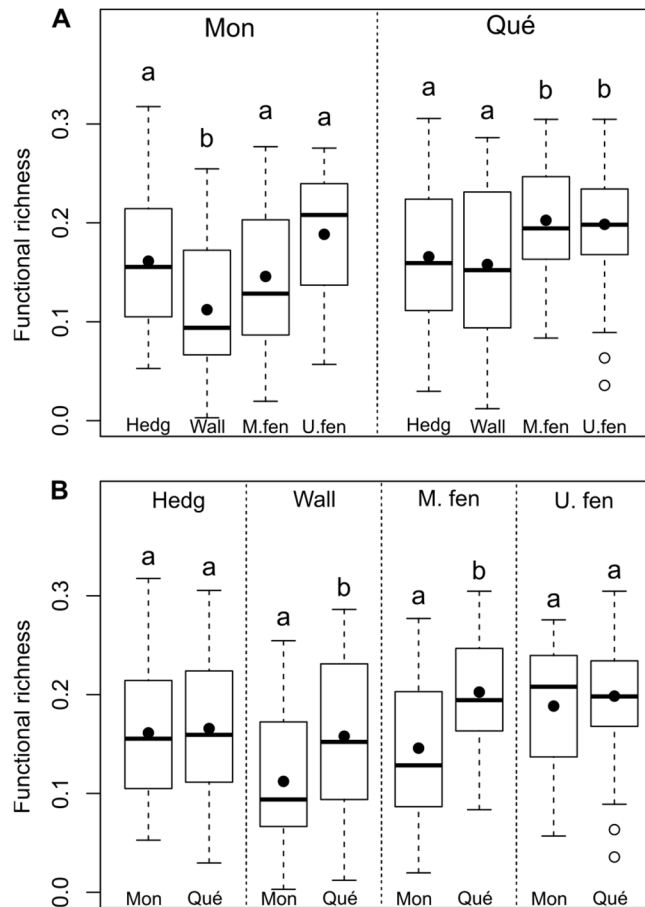 A
Mon Qué
a b a a a a b b
Functional richness
0.3
0.2
0.1
0.0
Hedg Wall M.fen U.fen Hedg Wall M.fen U.fen
B
Hedg Wall M. fen U. fen
a a a b a b a a
Functional richness
0.3
0.2
0.1
0.0
Mon Qué Mon Qué Mon Qué Mon Qué